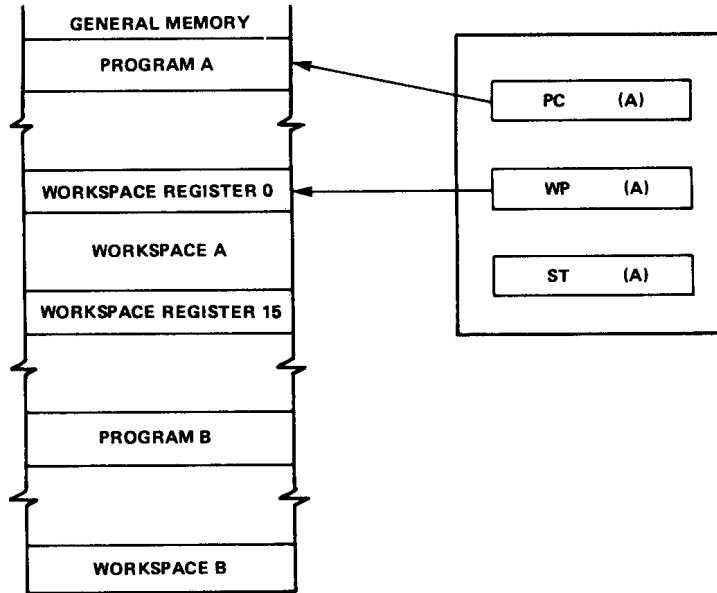 GENERAL MEMORY
PROGRAM A
WORKSPACE REGISTER 0
WORKSPACE A
WORKSPACE REGISTER 15
PROGRAM B
WORKSPACE B
PC (A)
WP (A)
ST (A)